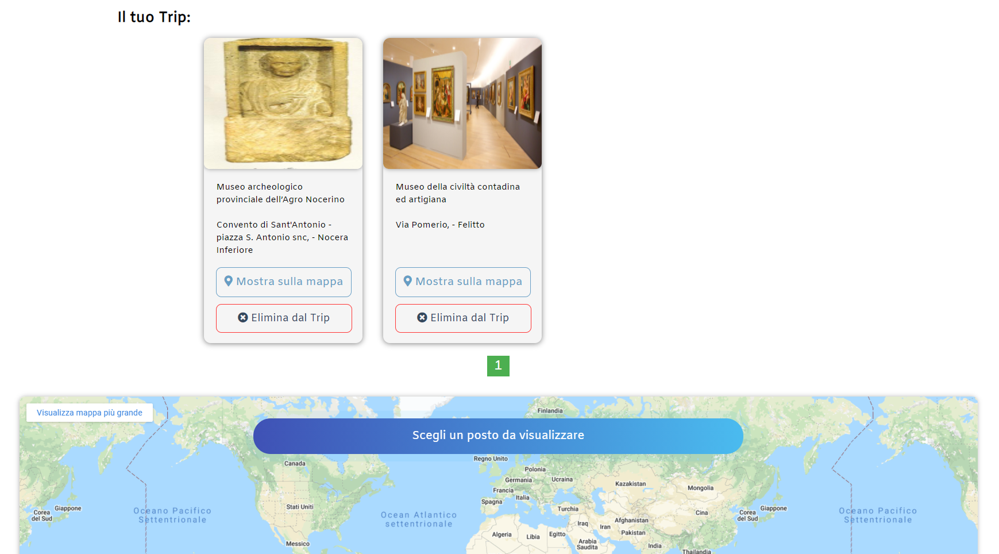 Il tuo Trip:
Museo archeologico
provinciale dell’Agro Nocerino
Convento di Sant'Antonio -
piazza S. Antonio snc, - Nocera
Inferiore
Mostra sulla mappa
Elimina dal Trip
Museo della civiltà contadina
ed artigiana
Via Pomerio, - Felitto
Mostra sulla mappa
Elimina dal Trip
1
Visualizza mappa più grande
Finlandia
Scegli un posto da visualizzare
Canada
Regno Unito
Polonia
Germania
Ucraina
Kazakistan
Mongolia
Francia
Italia
Spagna
Stati Uniti
Turchia
Cina
Corea
del Sud
Giappone
Corea
del Sud
Giappone
Oceano Pacifico
Settentrionale
Ocean Atlantico
settentrionale
Oceano Pacifico
Settentrionale
Iraq
Iran
Afghanistan
Pakistan
Algeria
Libia
Egitto
Arabia
Saudita
India
Thailandia
Messico